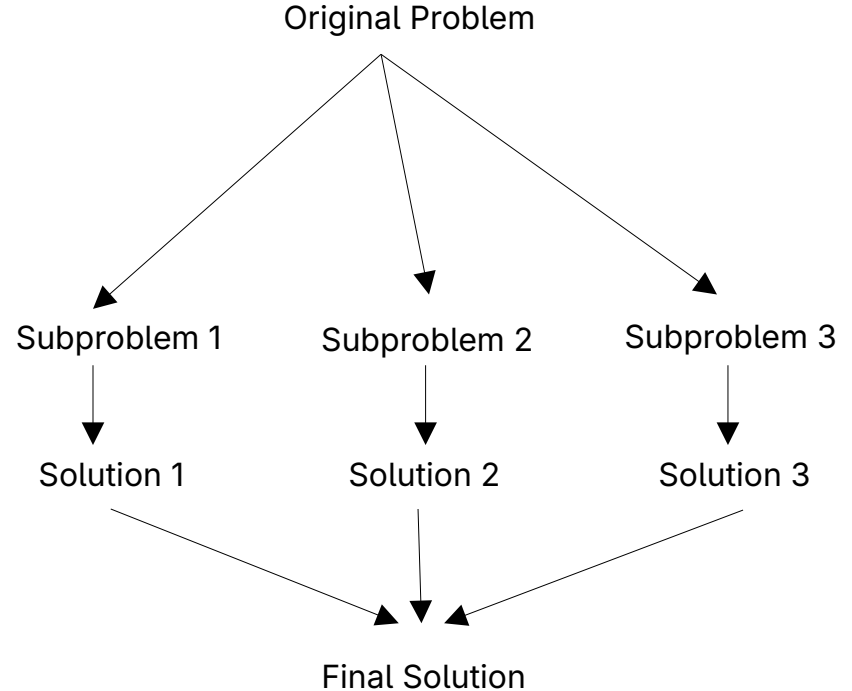 Original Problem
Subproblem 1
Subproblem 2
Subproblem 3
Solution 1
Solution 2
Solution 3
Final Solution